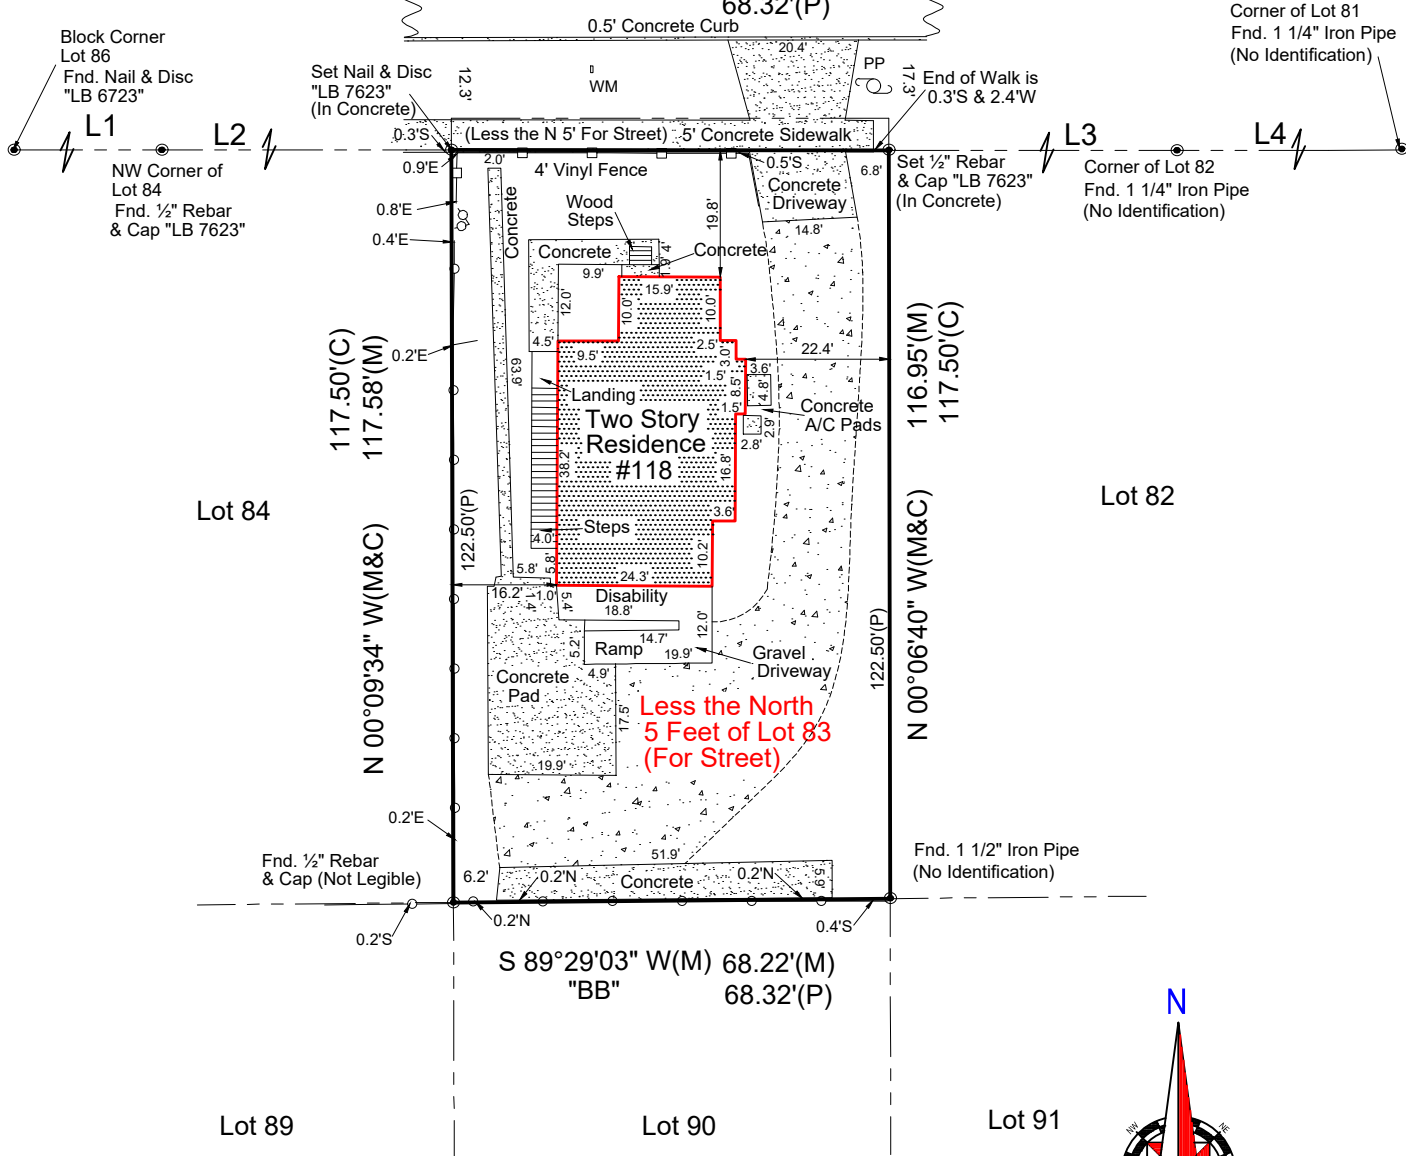 68.32'(P)
0.5' Concrete Curb
Corner of Lot 81
Fnd. 1 1/4" Iron Pipe
(No Identification)
Block Corner
Lot 86
Fnd. Nail & Disc
"LB 6723"
Set Nail & Disc
"LB 7623"
(In Concrete)
12.3'
WM
20.4'
PP
17.3'
End of Walk is
0.3'S & 2.4'W
L1
L2
0.3'S
(Less the N 5' For Street)
5' Concrete Sidewalk
L3
L4
NW Corner of
Lot 84
Fnd. ½" Rebar
& Cap "LB 7623"
0.9'E
2.0'
4' Vinyl Fence
0.5'S
6.8'
Set ½" Rebar
& Cap "LB 7623"
(In Concrete)
Corner of Lot 82
Fnd. 1 1/4" Iron Pipe
(No Identification)
0.8'E
0.4'E
Concrete
Wood
Steps
19.8'
Concrete
Driveway
14.8'
Concrete
4'
1.9'
Concrete
9.9'
12.0'
15.9'
10.0'
10.0'
117.50'(C)
117.58'(M)
0.2'E
63.9'
4.5'
9.5'
2.5'
3.0'
22.4'
116.95'(M)
117.50'(C)
1.5'
8.5'
3.6'
4.8'
Landing
1.5'
Concrete
A/C Pads
2.9'
2.8'
Two Story
Residence
#118
38.2'
16.8'
3.6'
Lot 84
Lot 82
122.50'(P)
Steps
4.0'
5.8'
5.8'
10.2'
24.3'
N 00°09'34" W(M&C)
N 00°06'40" W(M&C)
16.2'
1.4'
1.0'
5.4'
Disability
18.8'
12.0'
122.50'(P)
14.7'
5.2'
Ramp
19.9'
Gravel
Driveway
4.9'
Concrete
Pad
17.5'
Less the North
5 Feet of Lot 83
(For Street)
19.9'
0.2'E
Fnd. ½" Rebar
& Cap (Not Legible)
51.9'
Fnd. 1 1/2" Iron Pipe
(No Identification)
6.2'
0.2'N
Concrete
0.2'N
5.9'
0.2'N
0.2'S
0.4'S
S 89°29'03" W(M)
68.22'(M)
"BB"
68.32'(P)
N
Lot 89
Lot 90
Lot 91
NW
NE